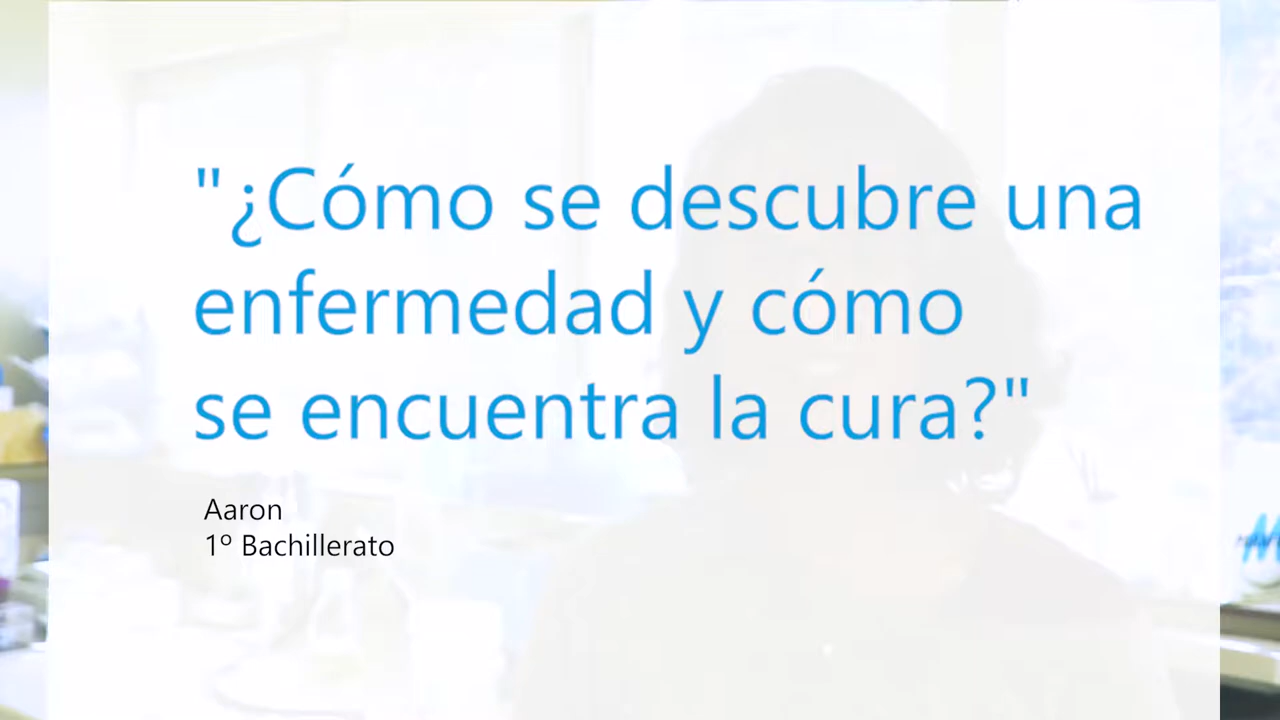 "¿Cómo se descubre una
enfermedad y cómo
se encuentra la cura?"
Aaron
1º Bachillerato